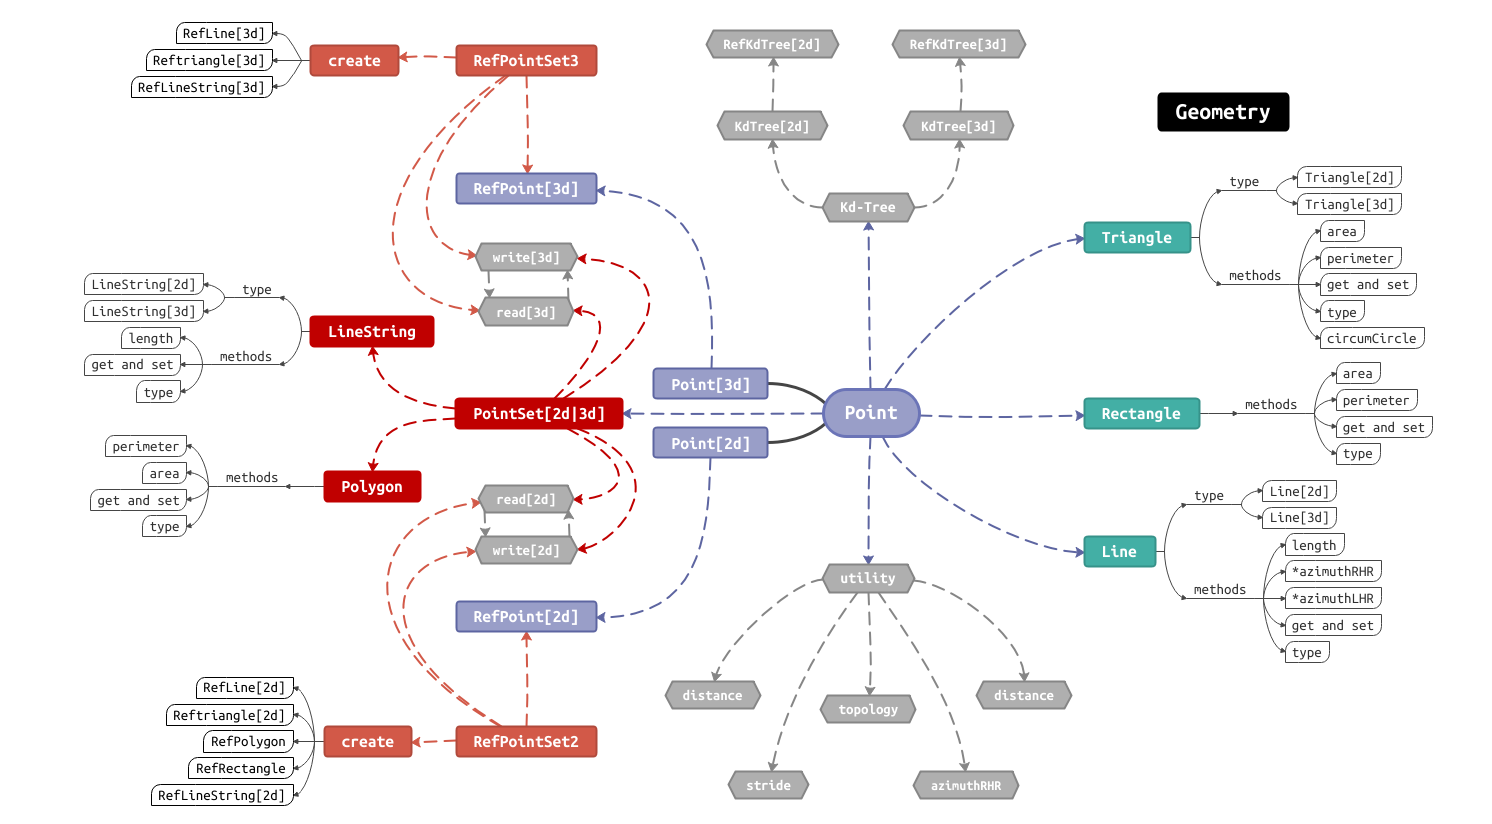 Geometry
RefLine[3d]
Reftriangle[3d]
RefLineString[3d]
create
RefPointSet3
RefPoint[3d]
write[3d]
read[3d]
LineString[2d]
LineString[3d]
type
length
get and set
type
methods
LineString
PointSet[2d|3d]
perimeter
area
get and set
type
methods
Polygon
read[2d]
write[2d]
RefPoint[2d]
RefLine[2d]
Reftriangle[2d]
RefPolygon
RefRectangle
RefLineString[2d]
create
RefPointSet2
RefKdTree[2d]
RefKdTree[3d]
KdTree[2d]
KdTree[3d]
Kd-Tree
Point[3d]
Point
Point[2d]
utility
distance
topology
distance
stride
azimuthRHR
Triangle
type
Triangle[2d]
Triangle[3d]
methods
area
perimeter
get and set
type
circumCircle
Rectangle
methods
area
perimeter
get and set
type
Line
type
Line[2d]
Line[3d]
methods
length
*azimuthRHR
*azimuthLHR
get and set
type